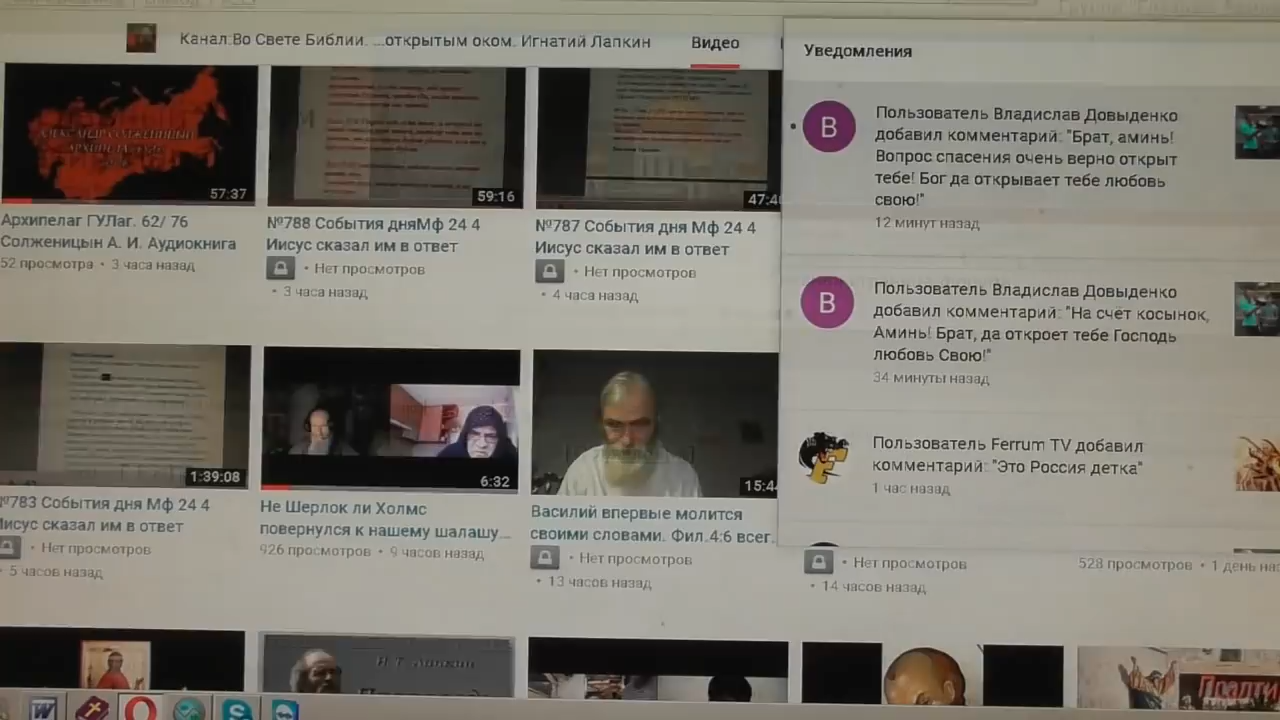 Канал:Во Свете Библии. ...открытым оком. Игнатий Лапкин
Видео
Уведомления
57:37
Архипелаг ГУЛаг. 62/ 76
Солженицын А. И. Аудиокнига
52 просмотра • 3 часа назад
59:16
№788 События дняМф 24 4
Иисус сказал им в ответ
• Нет просмотров
• 3 часа назад
47:4
№787 События дня Мф 24 4
Иисус сказал им в ответ
• Нет просмотров
• 4 часа назад
В
Пользователь Владислав Довыденко
добавил комментарий: "Брат, аминь!
Вопрос спасения очень верно открыт
тебе! Бог да открывает тебе любовь
свою!"
12 минут назад
В
Пользователь Владислав Довыденко
добавил комментарий: "На счёт косынок,
Аминь! Брат, да откроет тебе Господь
любовь Свою!"
34 минуты назад
Пользователь Ferrum TV добавил
комментарий: "Это Россия детка"
1 час назад
1:39:08
№783 События дня Мф 24 4
Иисус сказал им в ответ
• Нет просмотров
• 5 часов назад
6:32
Не Шерлок ли Холмс
повернулся к нашему шалашу...
926 просмотров • 9 часов назад
15:4
Василий впервые молится
своими словами. Фил.4:6 всег.
• Нет просмотров
• 13 часов назад
• Нет просмотров
• 14 часов назад
528 просмотров • 1 день наз